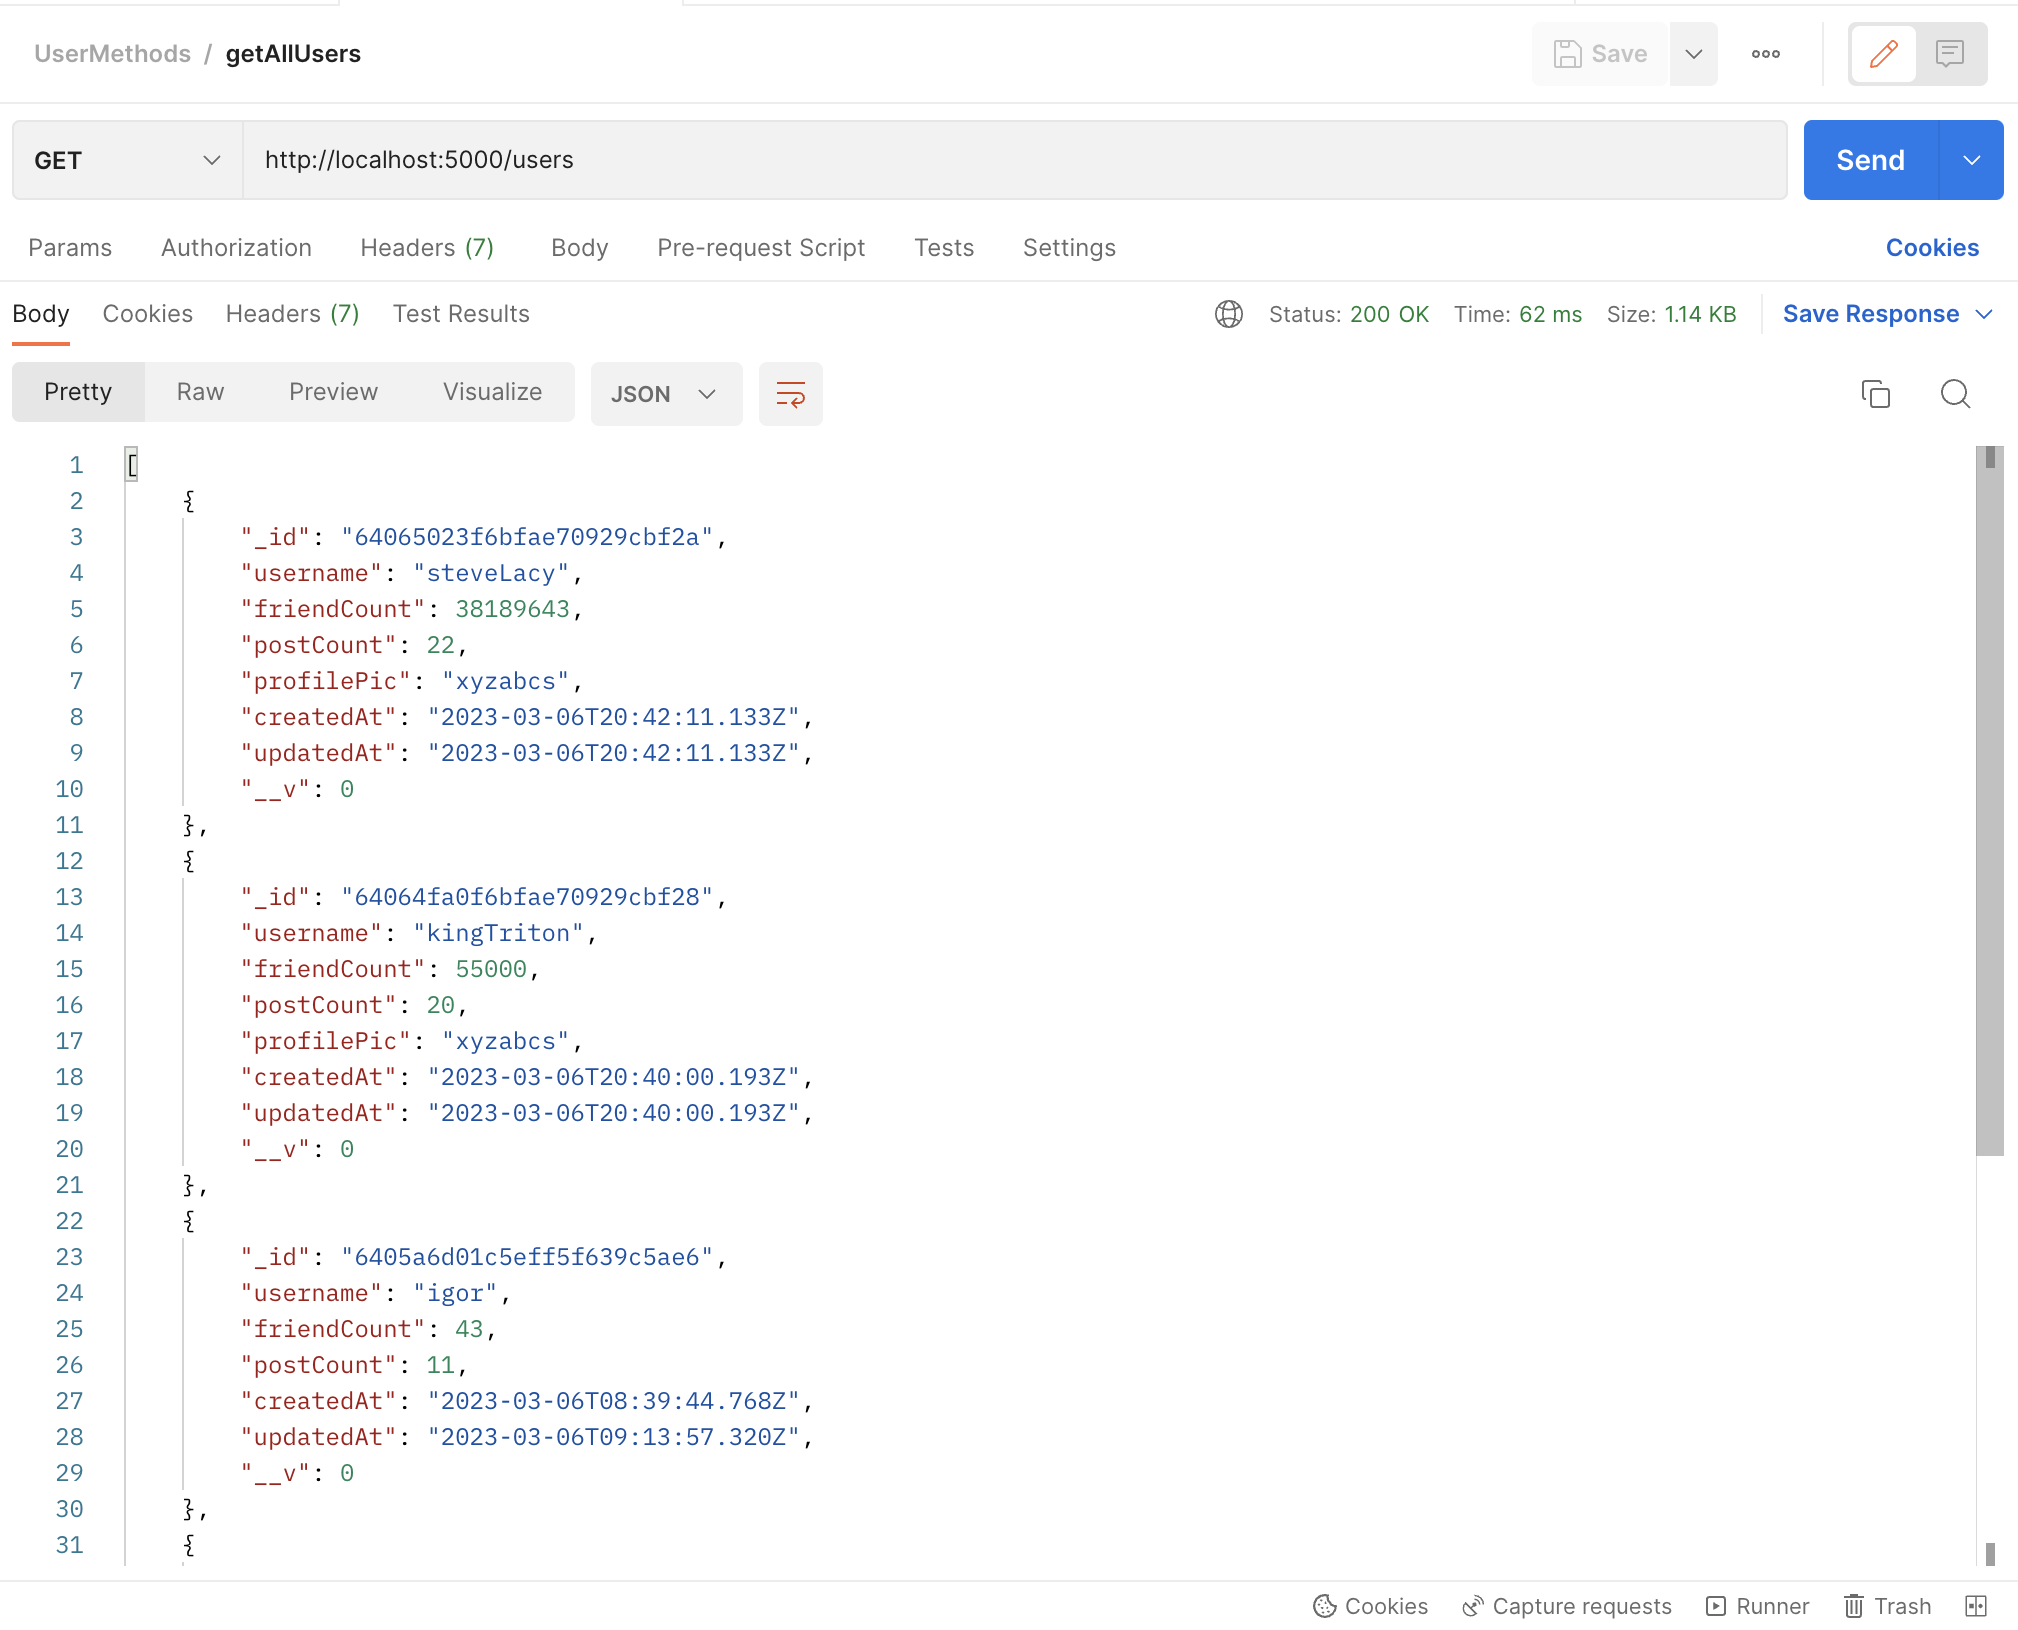 UserMethods / getAllUsers
Save
GET
http://localhost:5000/users
Send
Params Authorization Headers (7) Body Pre-request Script Tests Settings Cookies
Body Cookies Headers (7) Test Results Status: 200 OK Time: 62 ms Size: 1.14 KB Save Response
Pretty Raw Preview Visualize JSON
1 [
2 {
3 "_id": "64065023f6bfae70929cbf2a",
4 "username": "steveLacy",
5 "friendCount": 38189643,
6 "postCount": 22,
7 "profilePic": "xyzabcs",
8 "createdAt": "2023-03-06T20:42:11.133Z",
9 "updatedAt": "2023-03-06T20:42:11.133Z",
10 "__v": 0
11 },
12 {
13 "_id": "64064fa0f6bfae70929cbf28",
14 "username": "kingTriton",
15 "friendCount": 55000,
16 "postCount": 20,
17 "profilePic": "xyzabcs",
18 "createdAt": "2023-03-06T20:40:00.193Z",
19 "updatedAt": "2023-03-06T20:40:00.193Z",
20 "__v": 0
21 },
22 {
23 "_id": "6405a6d01c5eff5f639c5ae6",
24 "username": "igor",
25 "friendCount": 43,
26 "postCount": 11,
27 "createdAt": "2023-03-06T08:39:44.768Z",
28 "updatedAt": "2023-03-06T09:13:57.320Z",
29 "__v": 0
30 },
31 {
Cookies Capture requests Runner Trash